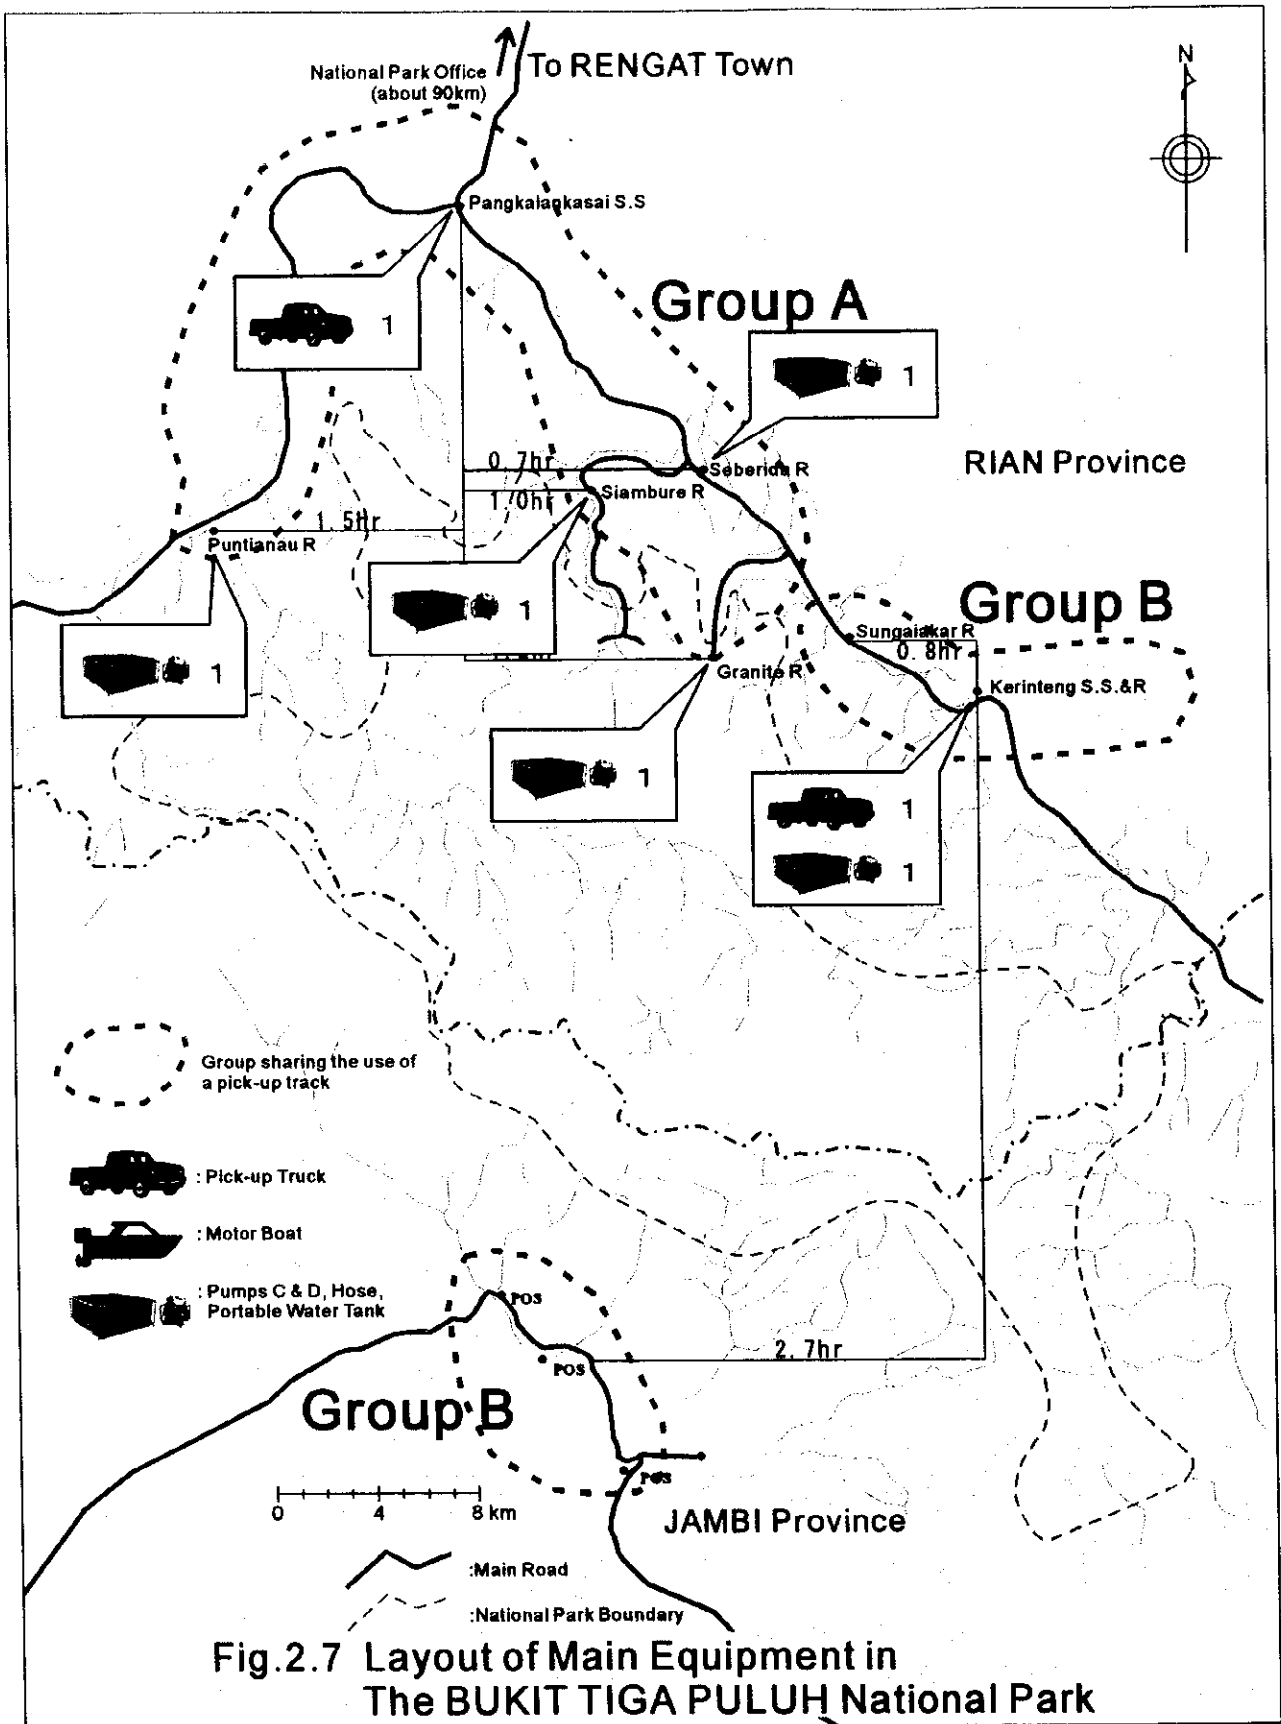 National Park Office
(about 90km)
To RENGAT Town
N
Pangkalankasai S.S
1
Group A
1
0.7hr
Seberida R
RIAN Province
1.0hr
Siambure R
1.5hr
Puntianau R
1
Group B
Sungaiakar R
0.8hr
1
Granite R
Kerinteng S.S.&R
1
1
1
Group sharing the use of
a pick-up track
: Pick-up Truck
: Motor Boat
: Pumps C & D, Hose,
Portable Water Tank
POS
2.7hr
POS
Group B
POS
0 4 8 km
JAMBI Province
:Main Road
:National Park Boundary
Fig.2.7 Layout of Main Equipment in
The BUKIT TIGA PULUH National Park